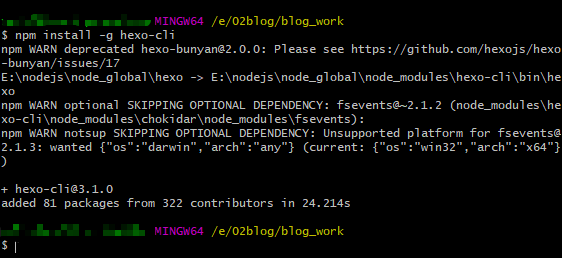 MINGW64 /e/02blog/blog_work
$ npm install -g hexo-cli
npm WARN deprecated hexo-bunyan@2.0.0: Please see https://github.com/hexojs/hexo
-bunyan/issues/17
E:\nodejs\node_global\hexo -> E:\nodejs\node_global\node_modules\hexo-cli\bin\he
xo
npm WARN optional SKIPPING OPTIONAL DEPENDENCY: fsevents@~2.1.2 (node_modules\he
xo-cli\node_modules\chokidar\node_modules\fsevents):
npm WARN notsup SKIPPING OPTIONAL DEPENDENCY: Unsupported platform for fsevents@
2.1.3: wanted {"os":"darwin","arch":"any"} (current: {"os":"win32","arch":"x64"}
)
+ hexo-cli@3.1.0
added 81 packages from 322 contributors in 24.214s
MINGW64 /e/02blog/blog_work
$